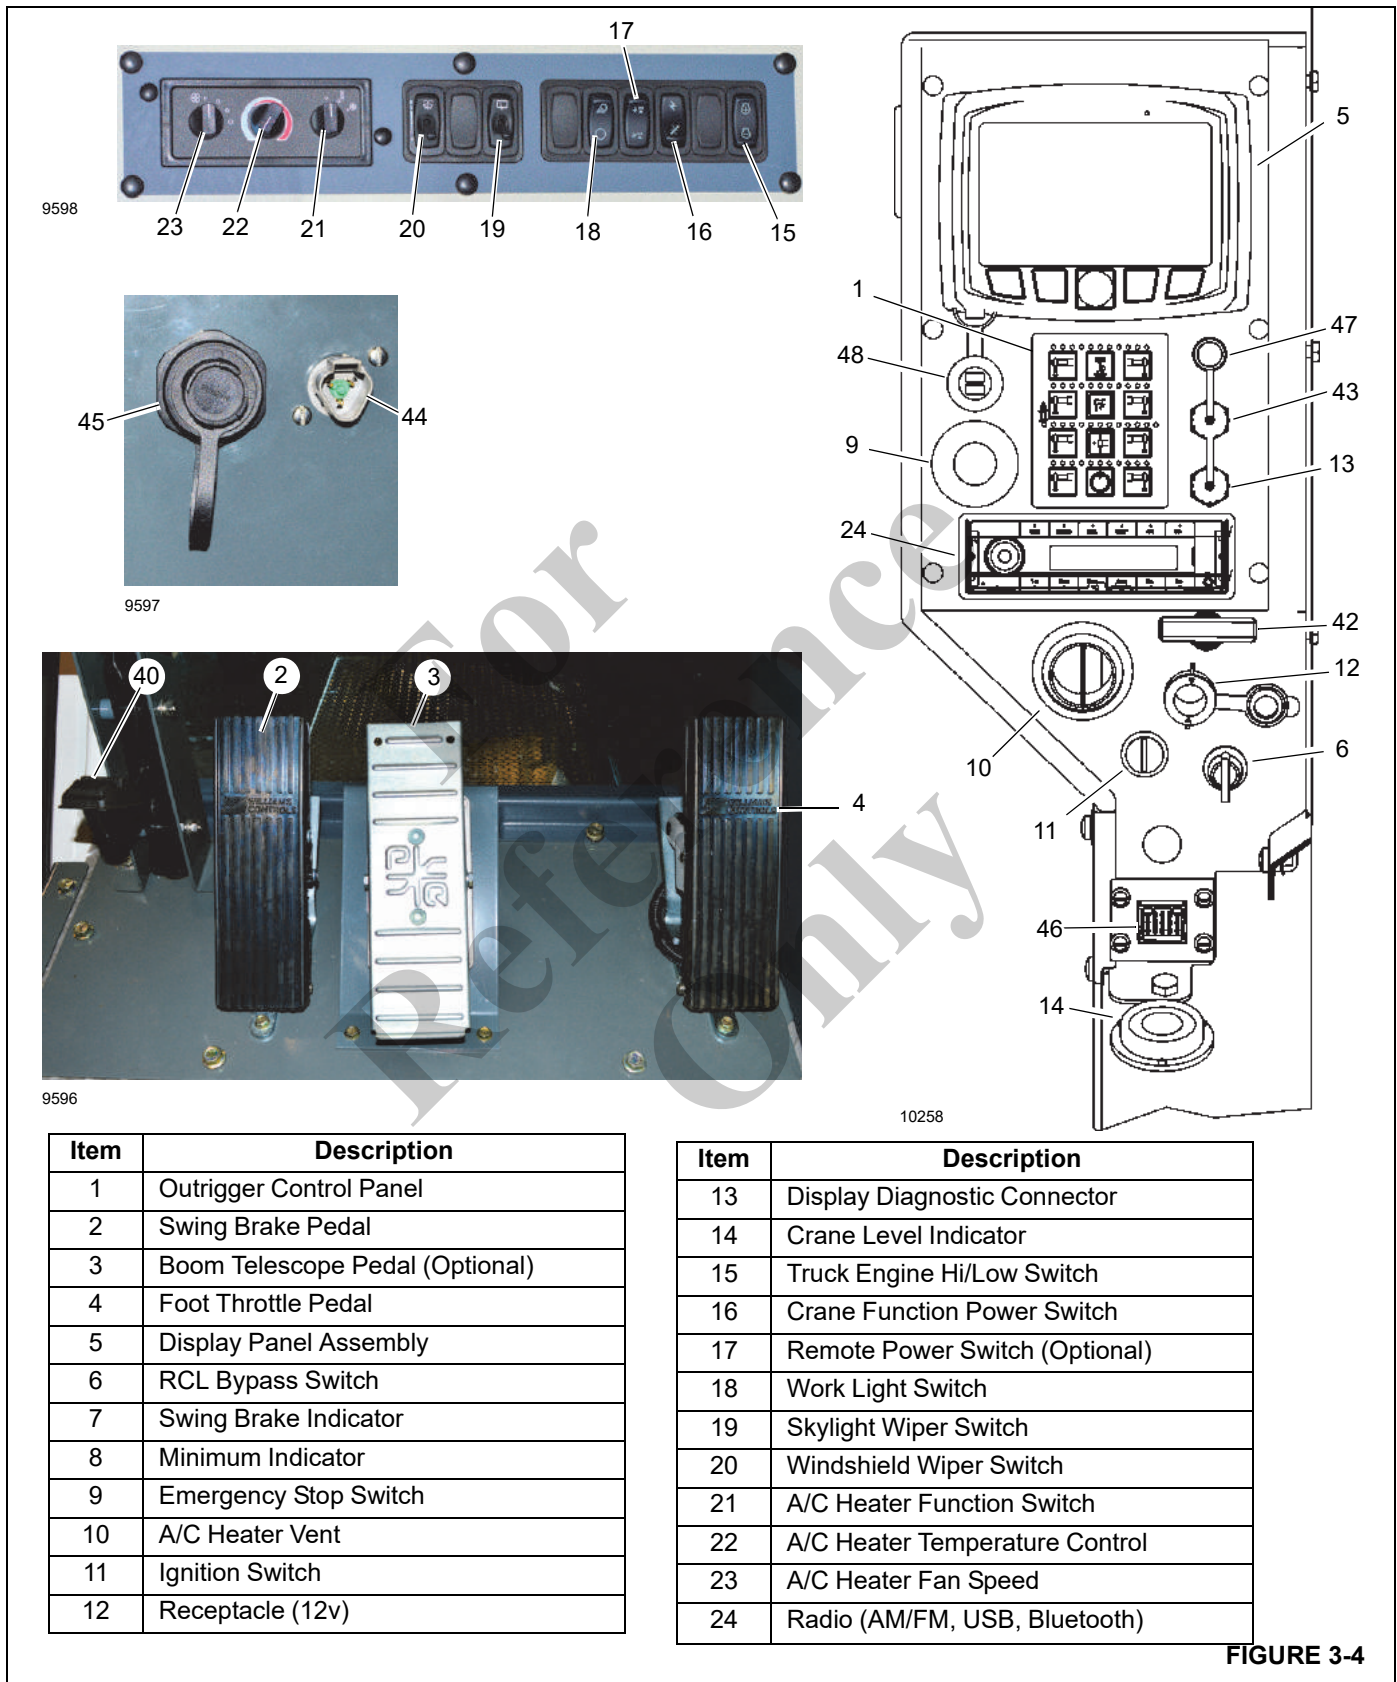 17
5
9598
23
22
21
20
19
18
16
15
1
47
48
43
45
44
9
13
24
9597
42
40
2
3
12
10
6
4
11
WILLIAMS
CONTROLS
46
14
9596
10258
For
Reference
Only
Item Description
1 Outrigger Control Panel
2 Swing Brake Pedal
3 Boom Telescope Pedal (Optional)
4 Foot Throttle Pedal
5 Display Panel Assembly
6 RCL Bypass Switch
7 Swing Brake Indicator
8 Minimum Indicator
9 Emergency Stop Switch
10 A/C Heater Vent
11 Ignition Switch
12 Receptacle (12v)
Item Description
13 Display Diagnostic Connector
14 Crane Level Indicator
15 Truck Engine Hi/Low Switch
16 Crane Function Power Switch
17 Remote Power Switch (Optional)
18 Work Light Switch
19 Skylight Wiper Switch
20 Windshield Wiper Switch
21 A/C Heater Function Switch
22 A/C Heater Temperature Control
23 A/C Heater Fan Speed
24 Radio (AM/FM, USB, Bluetooth)
FIGURE 3-4